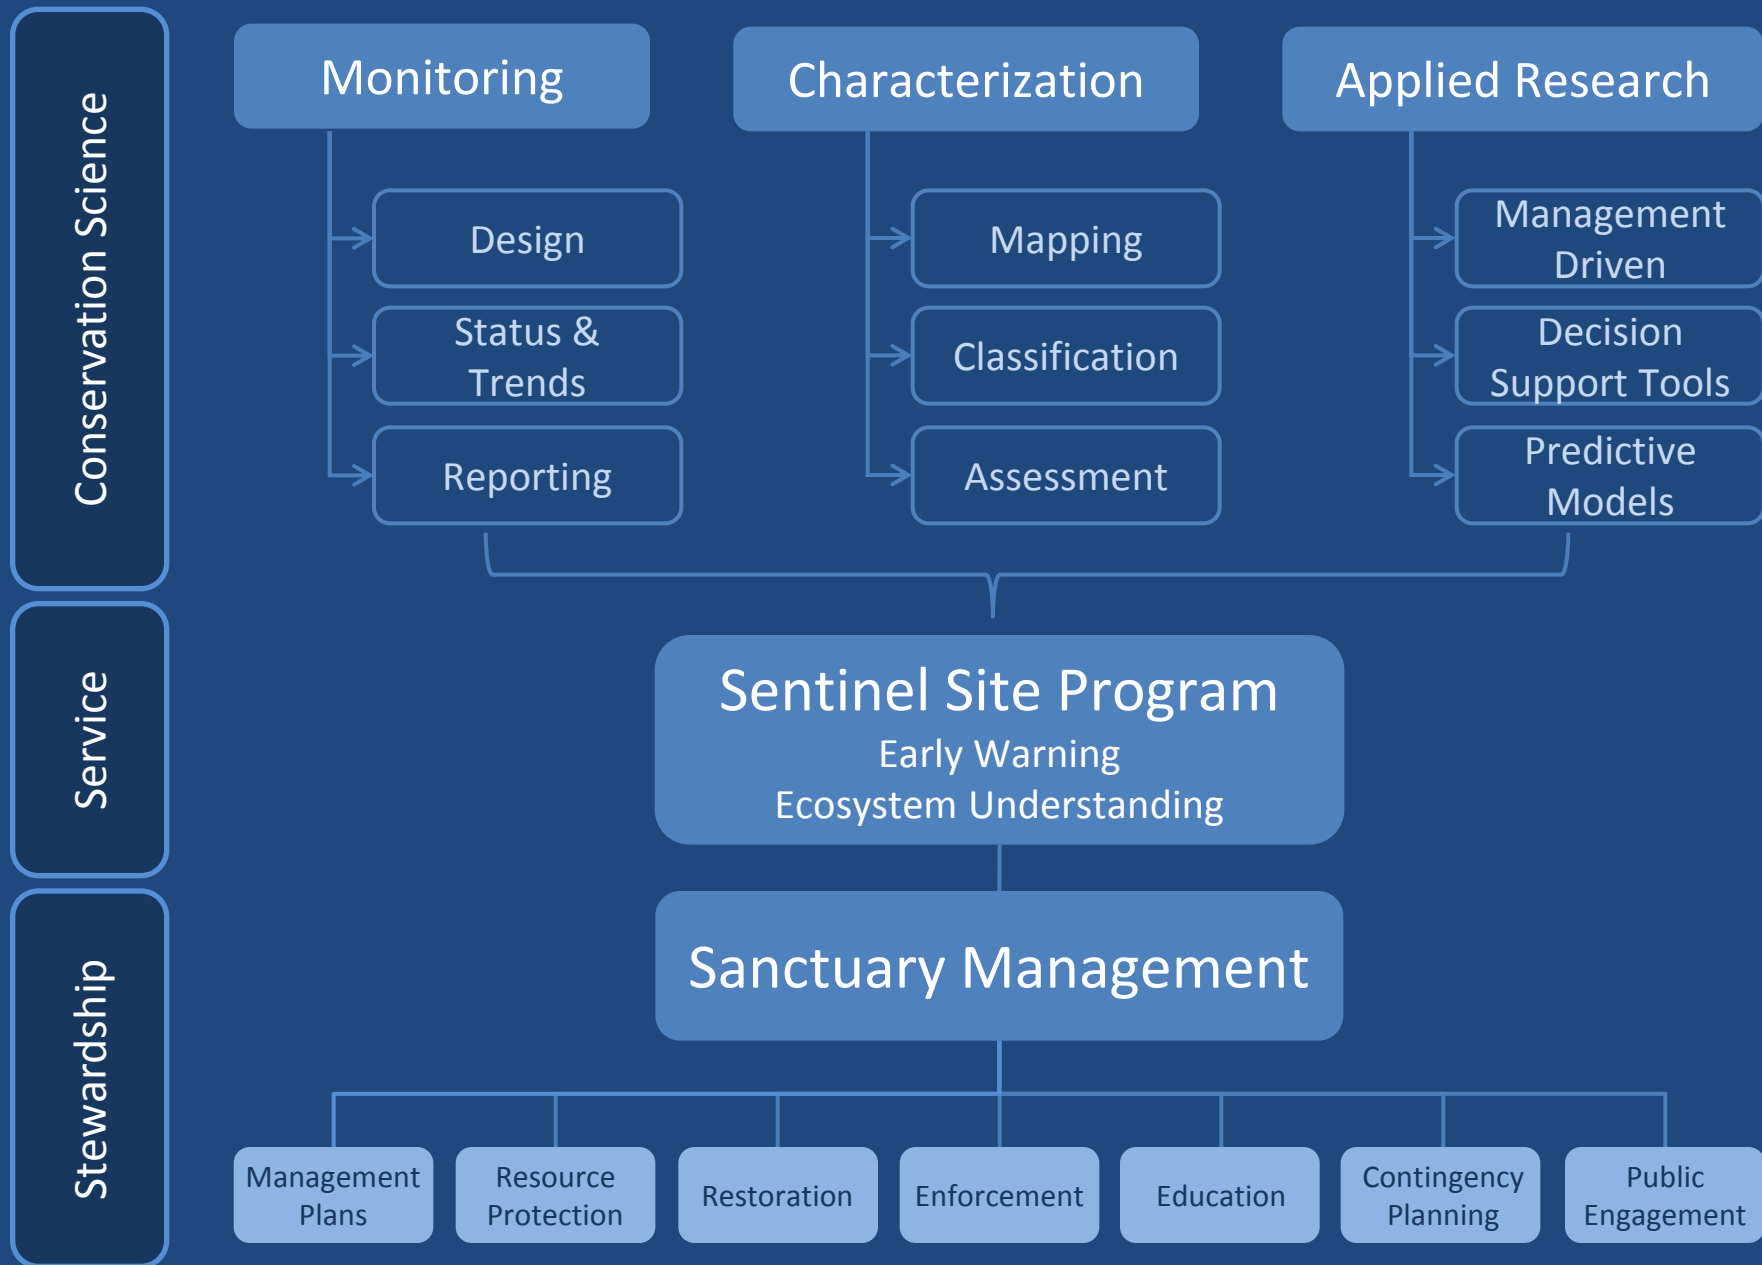 Conservation Science
Monitoring
Design
Status &
Trends
Reporting
Characterization
Mapping
Classification
Assessment
Applied Research
Management
Driven
Decision
Support Tools
Predictive
Models
Service
Sentinel Site Program
Early Warning
Ecosystem Understanding
Stewardship
Sanctuary Management
Management
Plans
Resource
Protection
Restoration
Enforcement
Education
Contingency
Planning
Public
Engagement